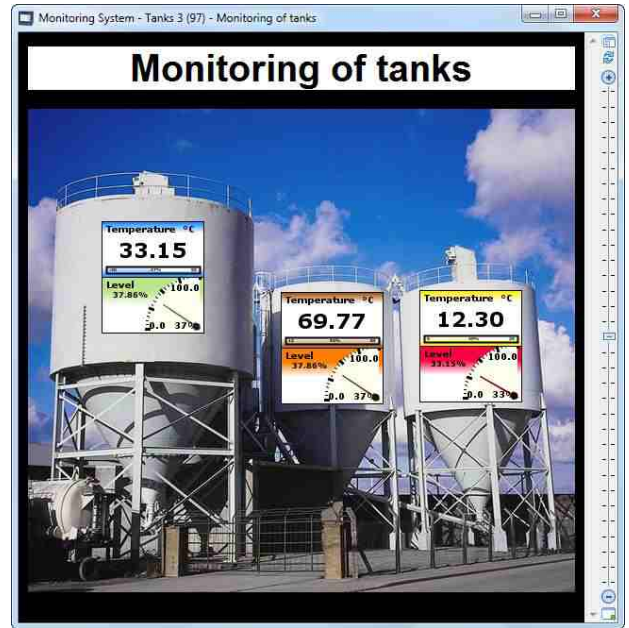 Monitoring System - Tanks 3 (97) - Monitoring of tanks
Monitoring of tanks
Temperature °C
33.15
Level
37.86%
100.0
0.0 37%
Temperature °C
69.77
Level
37.86%
100.0
0.0 37%
Temperature °C
12.30
Level
33.15%
100.0
0.0 33%